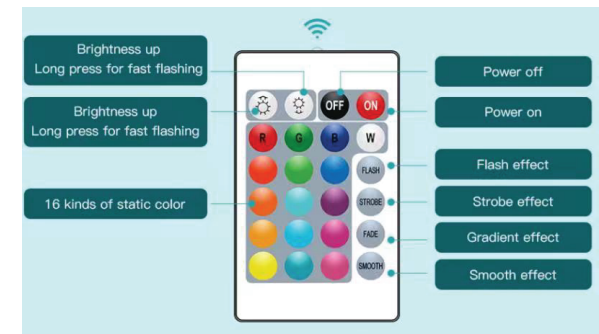 Brightness up
Long press for fast flashing
Brightness up
Long press for fast flashing
16 kinds of static color
OFF
ON
R
G
B
W
FLASH
STROBE
FADE
SMOOTH
Power off
Power on
Flash effect
Strobe effect
Gradient effect
Smooth effect